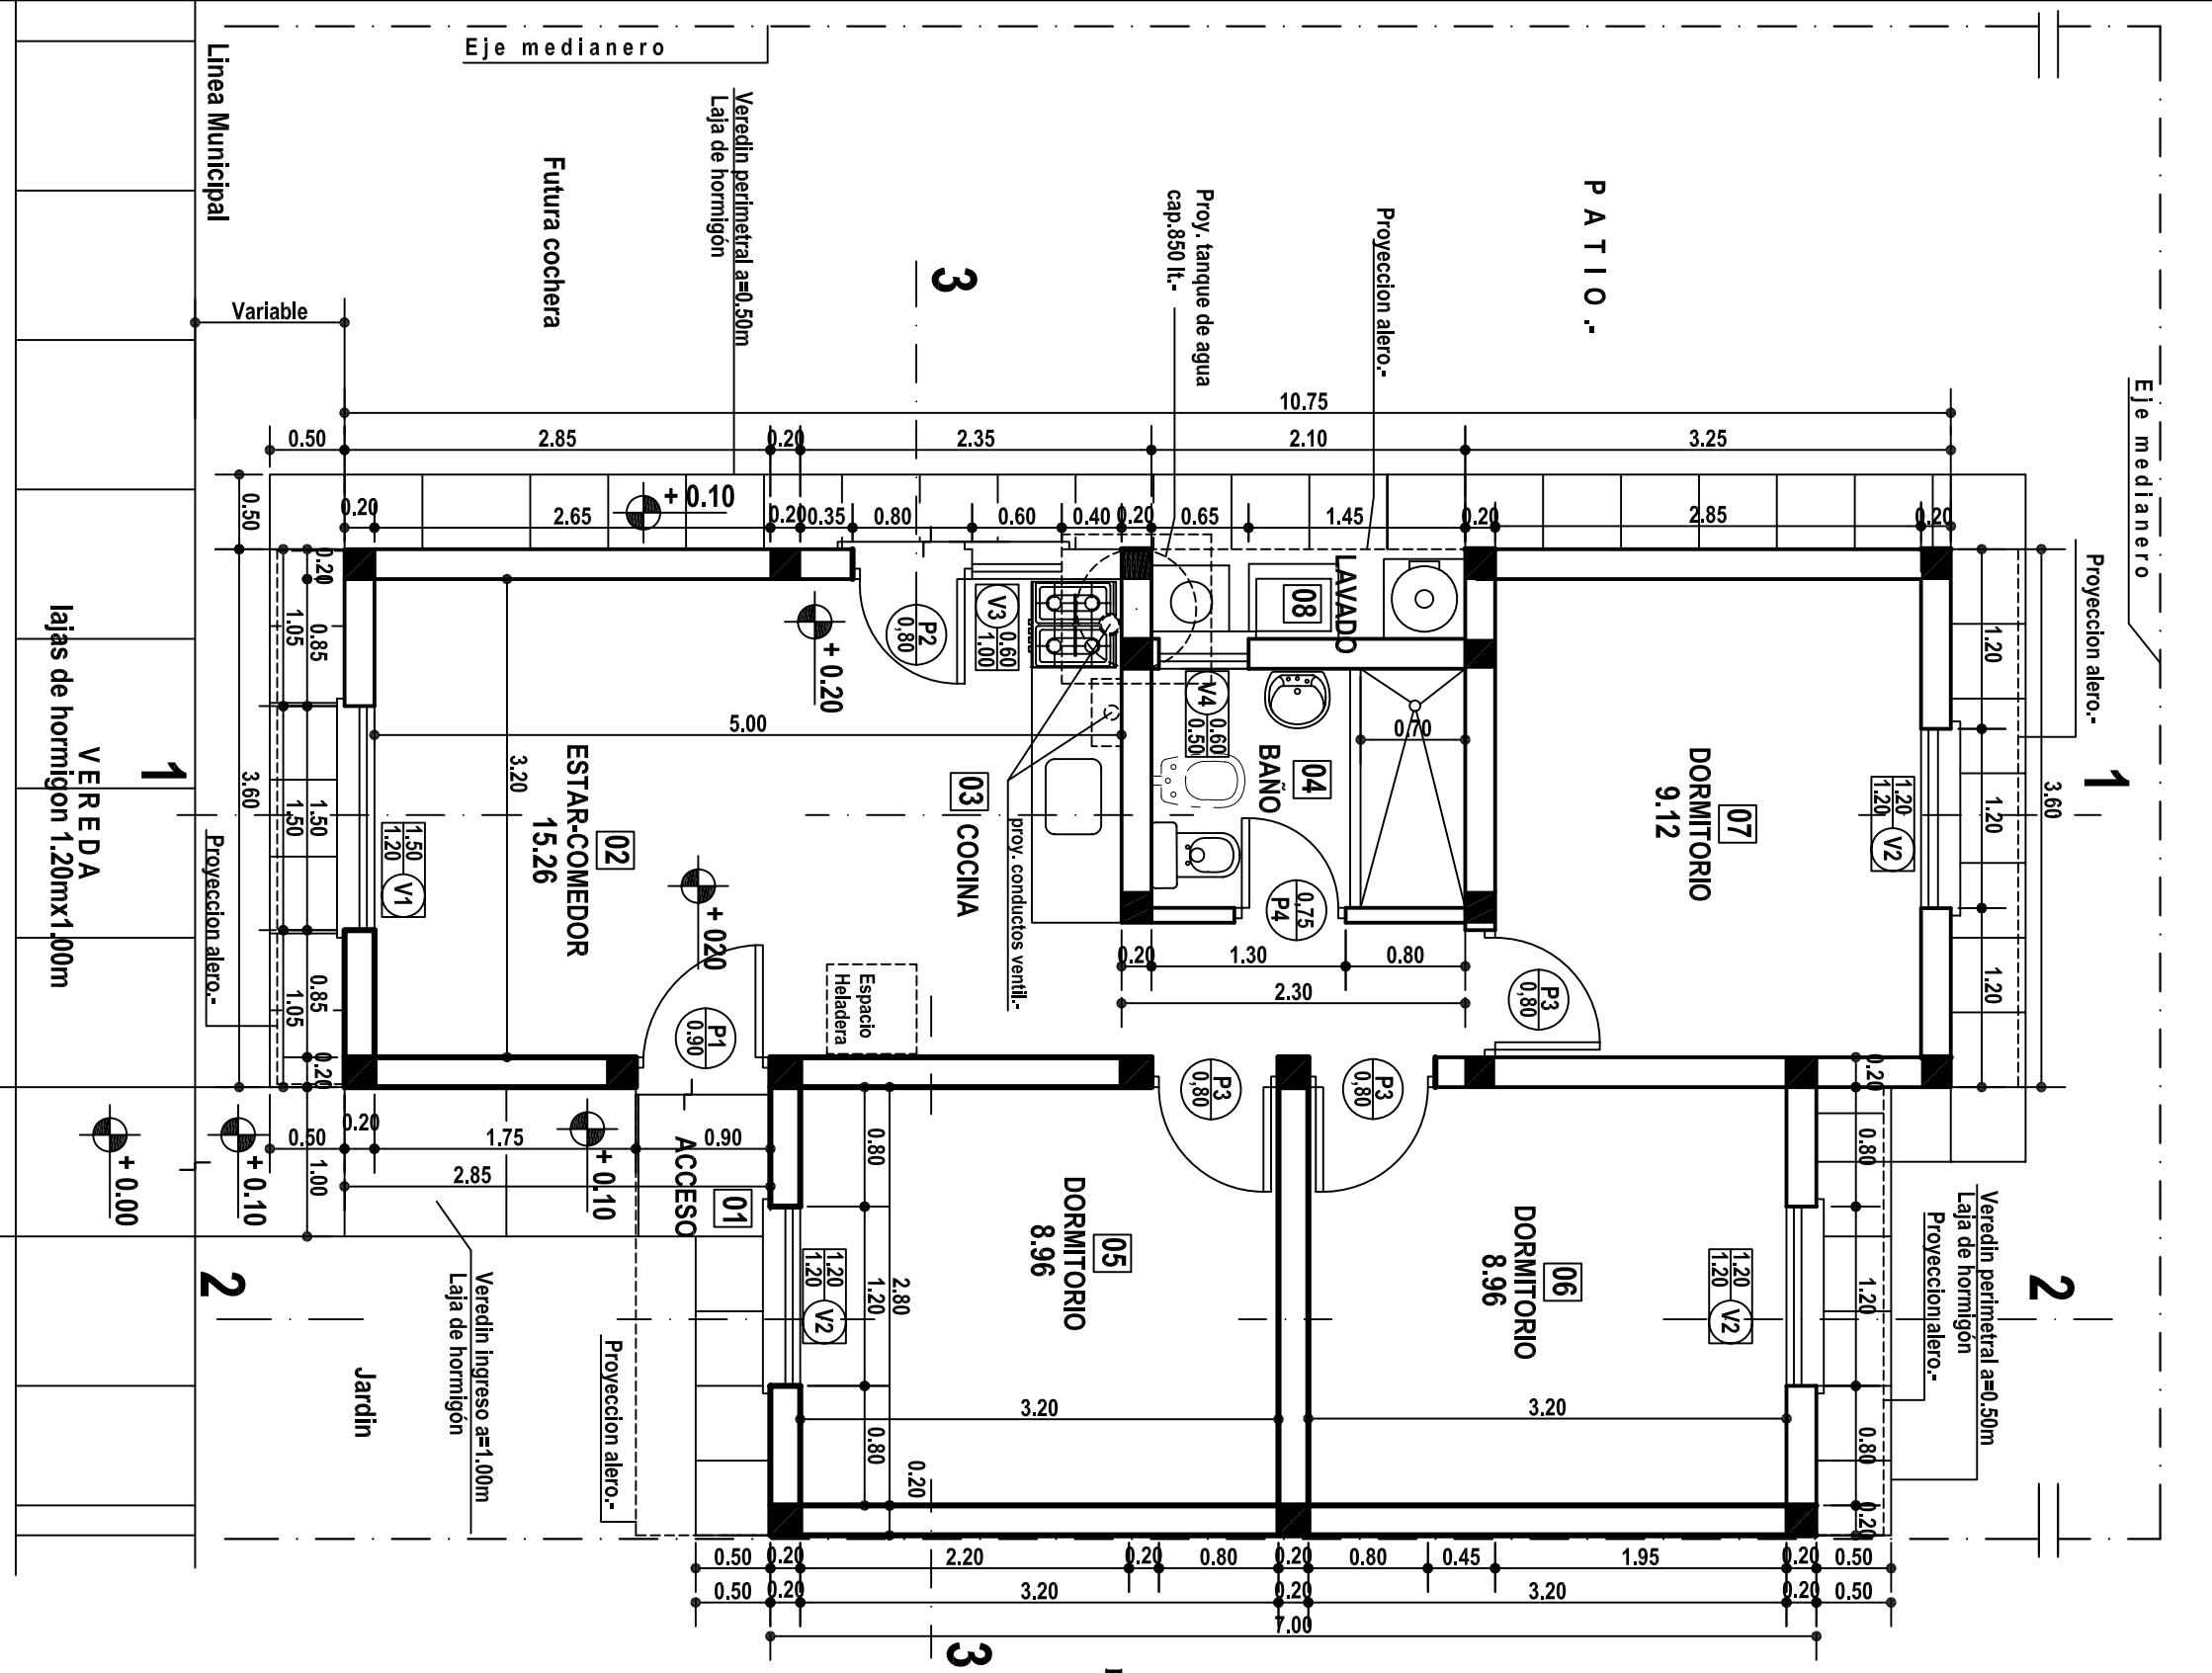 Eje medianero
Linea Municipal
Veredin perimetral a=0.50m
Laja de hormigón
Futura cochera
Variable
3
Proy. tanque de agua
cap.850 lt.-
Proyeccion alero.-
P A T I O .-
Eje medianero
Proyeccion alero.-
10.75
0.50
2.85
0.20
2.35
2.10
3.25
0.20
2.65
0.20
0.35
0.80
0.60
0.40
0.20
0.65
1.45
0.20
2.85
0.20
+ 0.10
0.50
3.60
0.20
0.85
1.05
1.50
1.50
0.85
1.05
0.20
1.00
V E R E D A
lajas de hormigon 1.20mx1.00m
1
Proyeccion alero.-
1.50
1.20
V1
3.20
5.00
02
ESTAR-COMEDOR
15.26
+ 0.20
+ 020
P2
0,80
V3
0.60
1.00
03
COCINA
proy. conductos ventil.-
Espacio
Heladera
P1
0.90
08
LAVADO
V4
0.60
0.50
04
BAÑO
0.70
0,75
P4
0.20
1.30
0.80
2.30
07
DORMITORIO
9.12
1.20
1.20
V2
1.20
1.20
1.20
3.60
1
P3
0,80
P3
0,80
P3
0,80
0.20
0.80
1.20
0.80
0.20
+ 0.00
+ 0.10
+ 0.10
0.50
0.20
1.75
0.90
2.85
01
ACCESO
2
Jardin
Veredin ingreso a=1.00m
Laja de hormigón
Proyeccion alero.-
0.80
2.80
1.20
0.80
0.20
1.20
1.20
V2
05
DORMITORIO
8.96
3.20
06
DORMITORIO
8.96
3.20
1.20
1.20
V2
2
Veredin perimetral a=0.50m
Laja de hormigón
Proyeccion alero.-
0.50
0.20
2.20
0.20
0.80
0.20
0.80
0.45
1.95
0.20
0.50
0.50
0.20
3.20
0.20
3.20
0.20
0.50
7.00
3